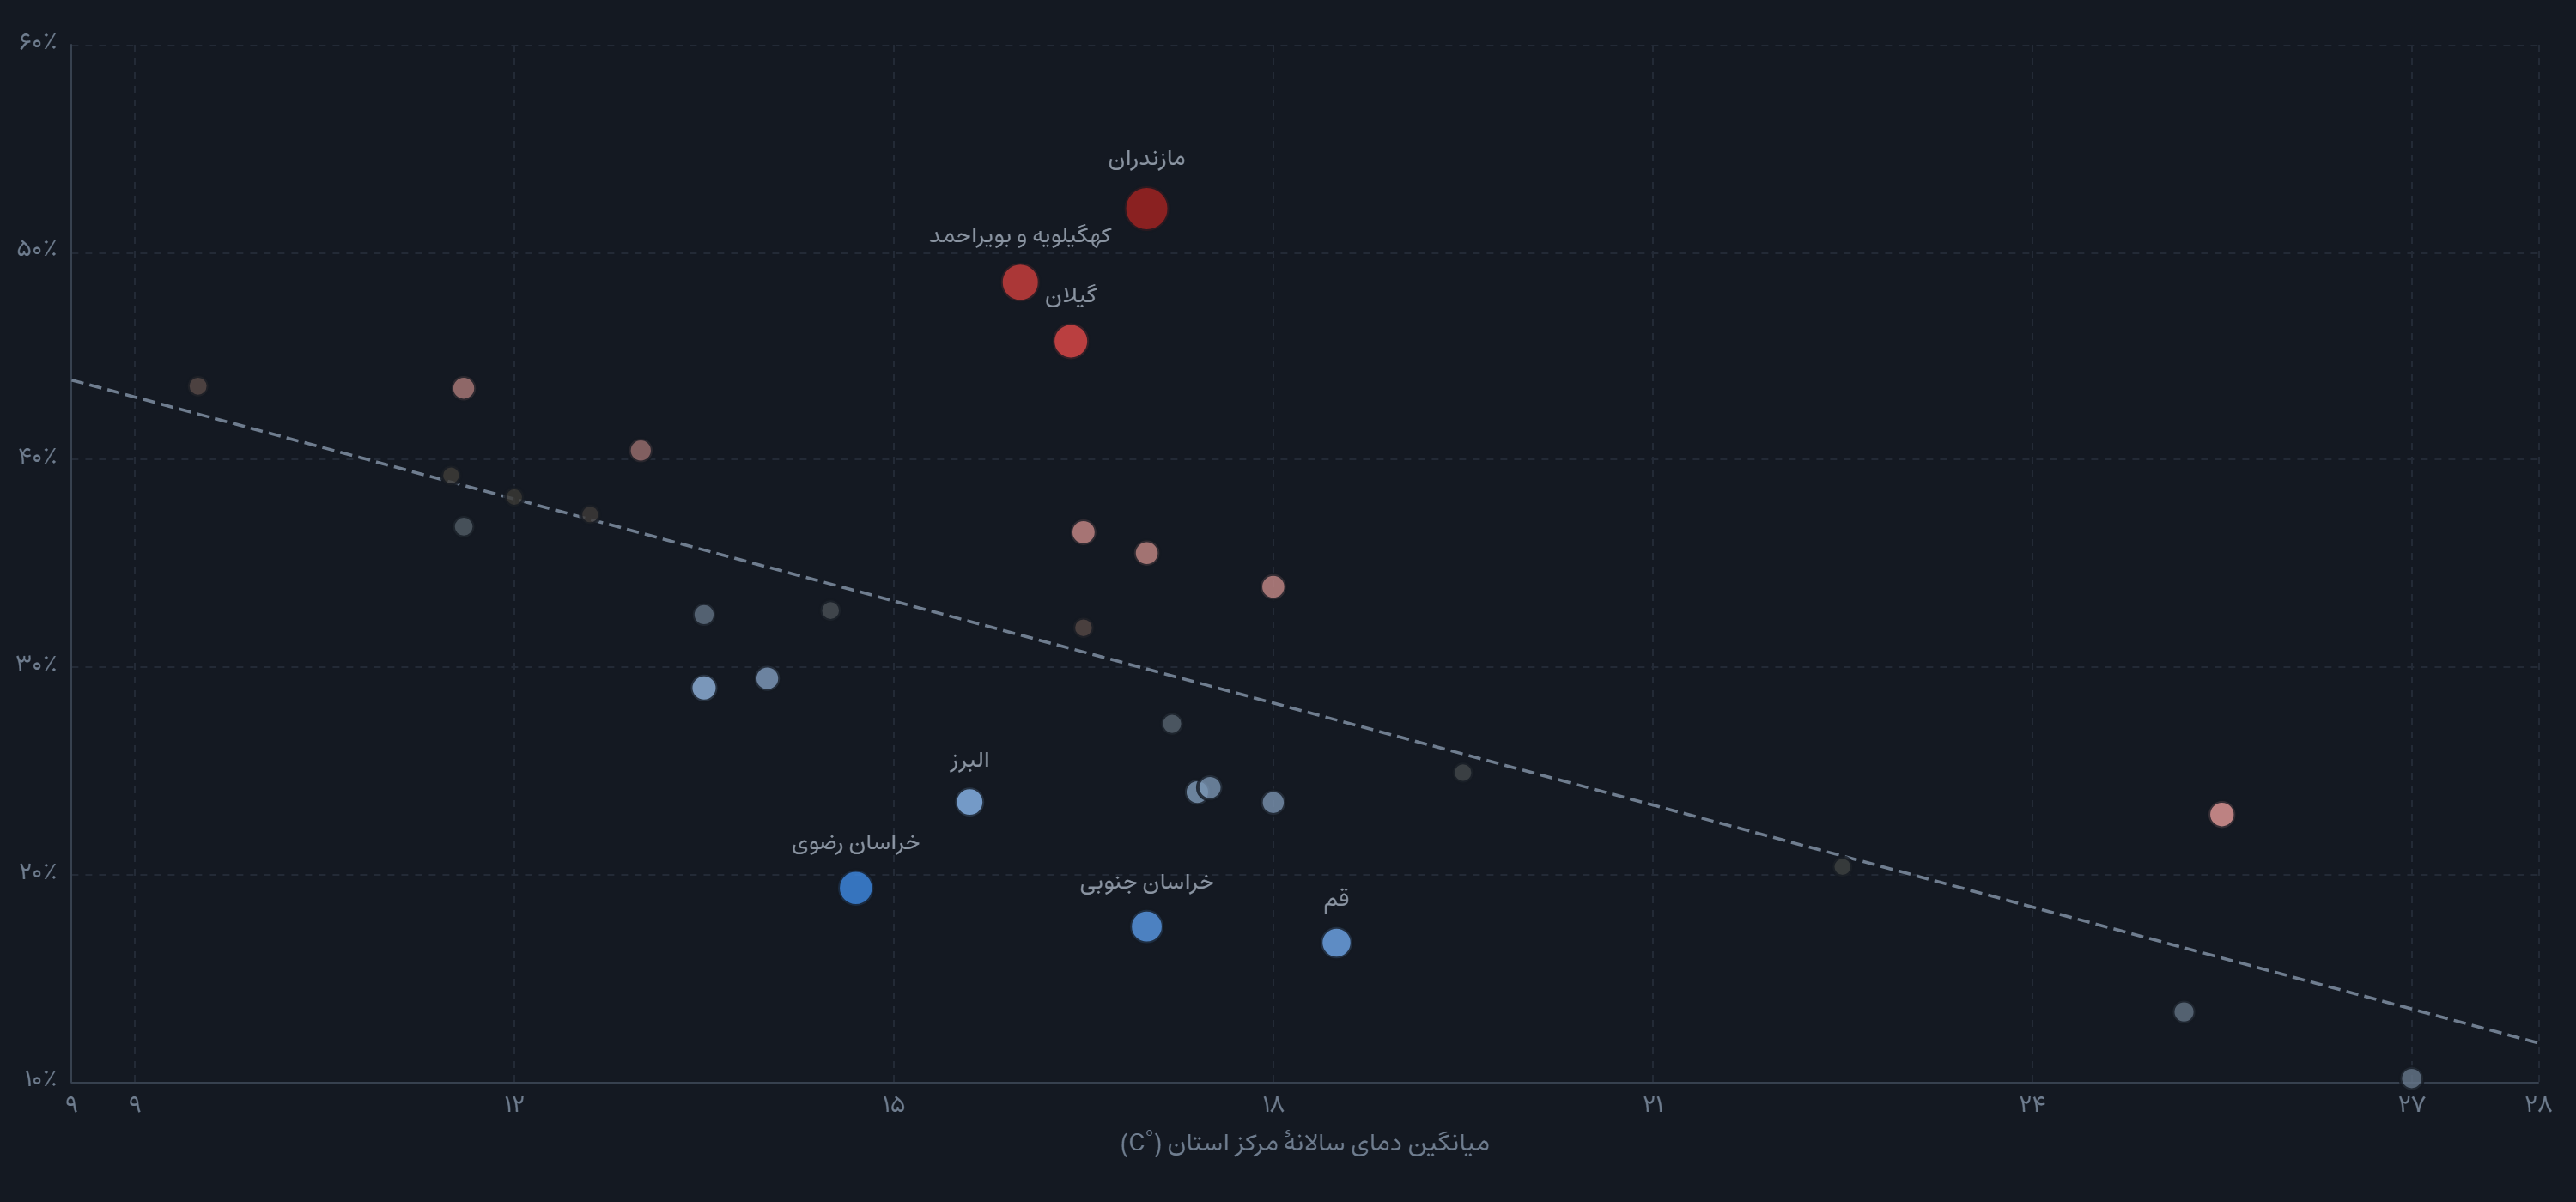 ۶۰٪
۵۰٪
۴۰٪
۳۰٪
۲۰٪
۱۰٪
مازندران
کهگیلویه و بویراحمد
گیلان
البرز
خراسان رضوی
خراسان جنوبی
قم
۹ ۹ ۱۲ ۱۵ ۱۸ ۲۱ ۲۴ ۲۷ ۲۸
میانگین دمای سالانهٔ مرکز استان (°C)